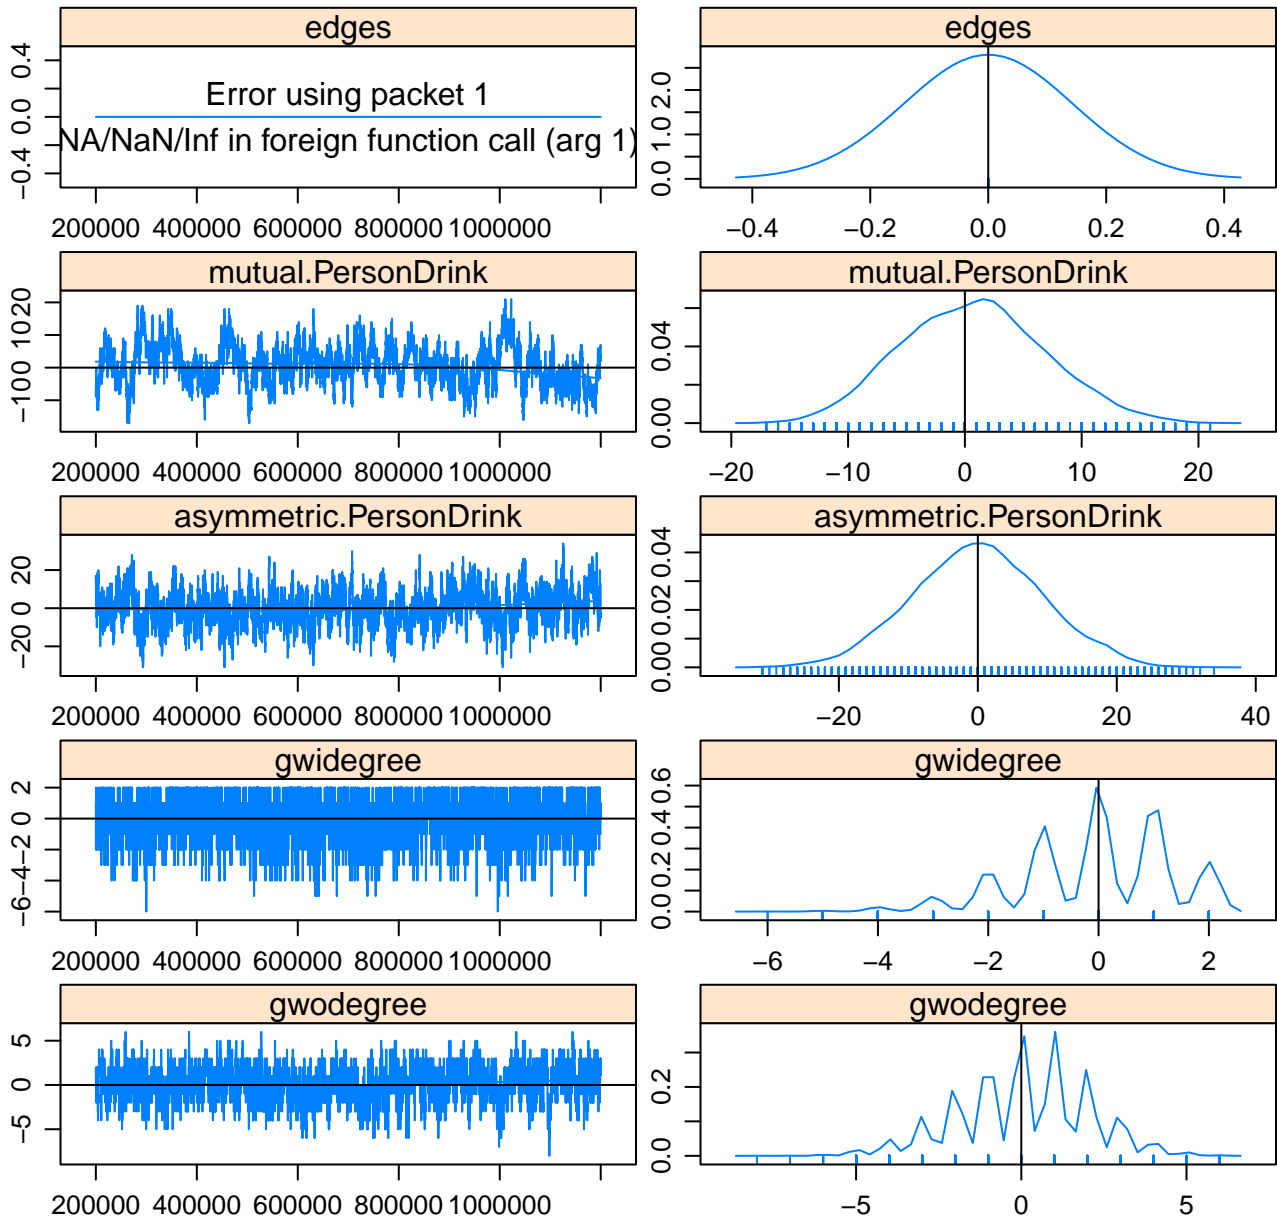 edges
edges
0.4
0.0
−0.4
Error using packet 1
NA/NaN/Inf in foreign function call (arg 1)
200000 400000 600000 800000 1000000
2.0
1.0
0.0
−0.4 −0.2 0.0 0.2 0.4
mutual.PersonDrink
mutual.PersonDrink
20
10
0
−10
200000 400000 600000 800000 1000000
0.04
0.00
−20 −10 0 10 20
asymmetric.PersonDrink
asymmetric.PersonDrink
20
0
−20
200000 400000 600000 800000 1000000
0.04
0.02
0.00
−20 0 20 40
gwidegree
gwidegree
2
0
−2
−4
−6
200000 400000 600000 800000 1000000
0.6
0.4
0.2
0.0
−6 −4 −2 0 2
gwodegree
gwodegree
5
0
−5
200000 400000 600000 800000 1000000
0.2
0.0
−5 0 5